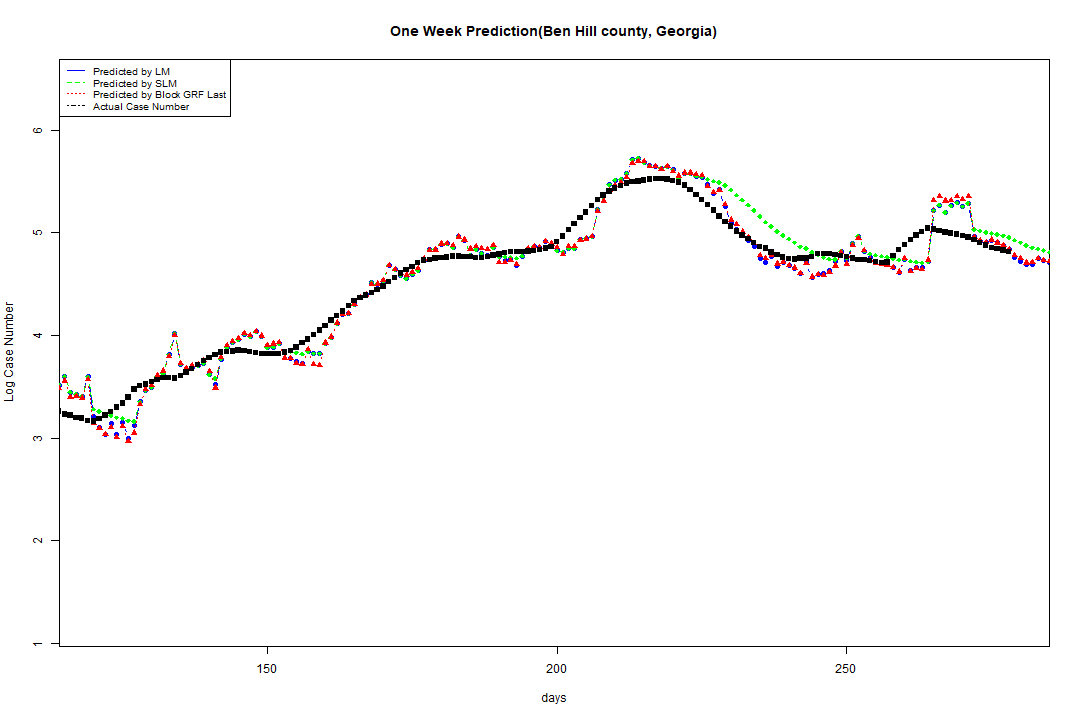 One Week Prediction(Ben Hill county, Georgia)
Predicted by LM
Predicted by SLM
Predicted by Block GRF Last
Actual Case Number
6
5
4
3
2
1
Log Case Number
150
200
250
days